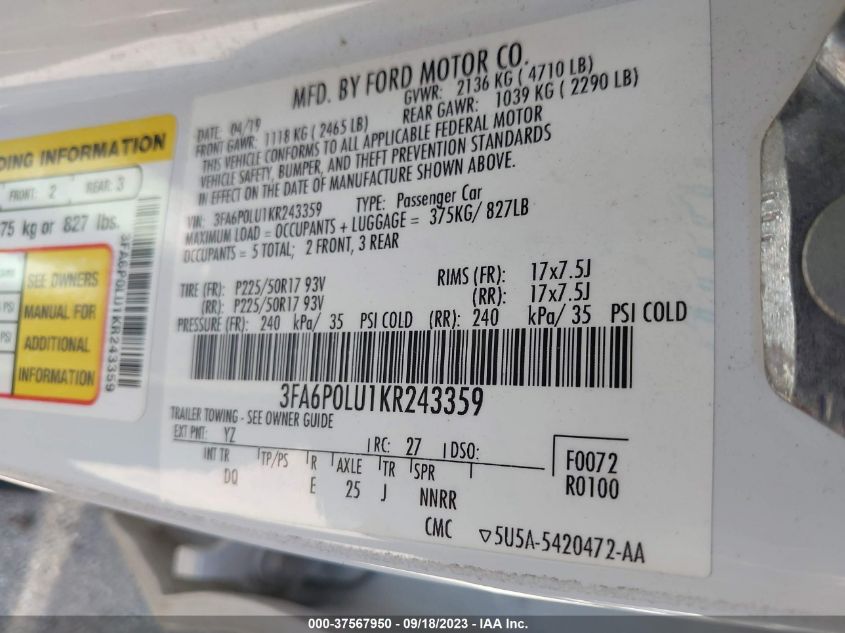 MFD. BY FORD MOTOR CO.
DATE: 04/19 GVWR: 2136 KG ( 4710 LB)
FRONT GAWR: 1118 KG ( 2465 LB) REAR GAWR: 1039 KG ( 2290 LB)
THIS VEHICLE CONFORMS TO ALL APPLICABLE FEDERAL MOTOR
VEHICLE SAFETY, BUMPER, AND THEFT PREVENTION STANDARDS
IN EFFECT ON THE DATE OF MANUFACTURE SHOWN ABOVE.
VIN: 3FA6P0LU1KR243359 TYPE: Passenger Car
MAXIMUM LOAD = OCCUPANTS + LUGGAGE = 375KG/ 827LB
OCCUPANTS = 5 TOTAL; 2 FRONT, 3 REAR
TIRE (FR): P225/50R17 93V RIMS (FR): 17x7.5J
(RR): P225/50R17 93V (RR): 17x7.5J
PRESSURE (FR): 240 kPa/ 35 PSI COLD (RR): 240 kPa/ 35 PSI COLD
3FA6P0LU1KR243359
TRAILER TOWING - SEE OWNER GUIDE
EXT PNT: YZ RC: 27 DSO:
F0072
R0100
INT TR TP/PS R AXLE TR SPR
DQ E 25 J NNRR
CMC ▽5U5A-5420472-AA
DING INFORMATION
FRONT: 2 REAR: 3
75 kg or 827 lbs.
SEE OWNERS
MANUAL FOR
ADDITIONAL
INFORMATION
PSI
PSI
3FA6P0LU1KR243359
000-37567950 - 09/18/2023 - IAA Inc.